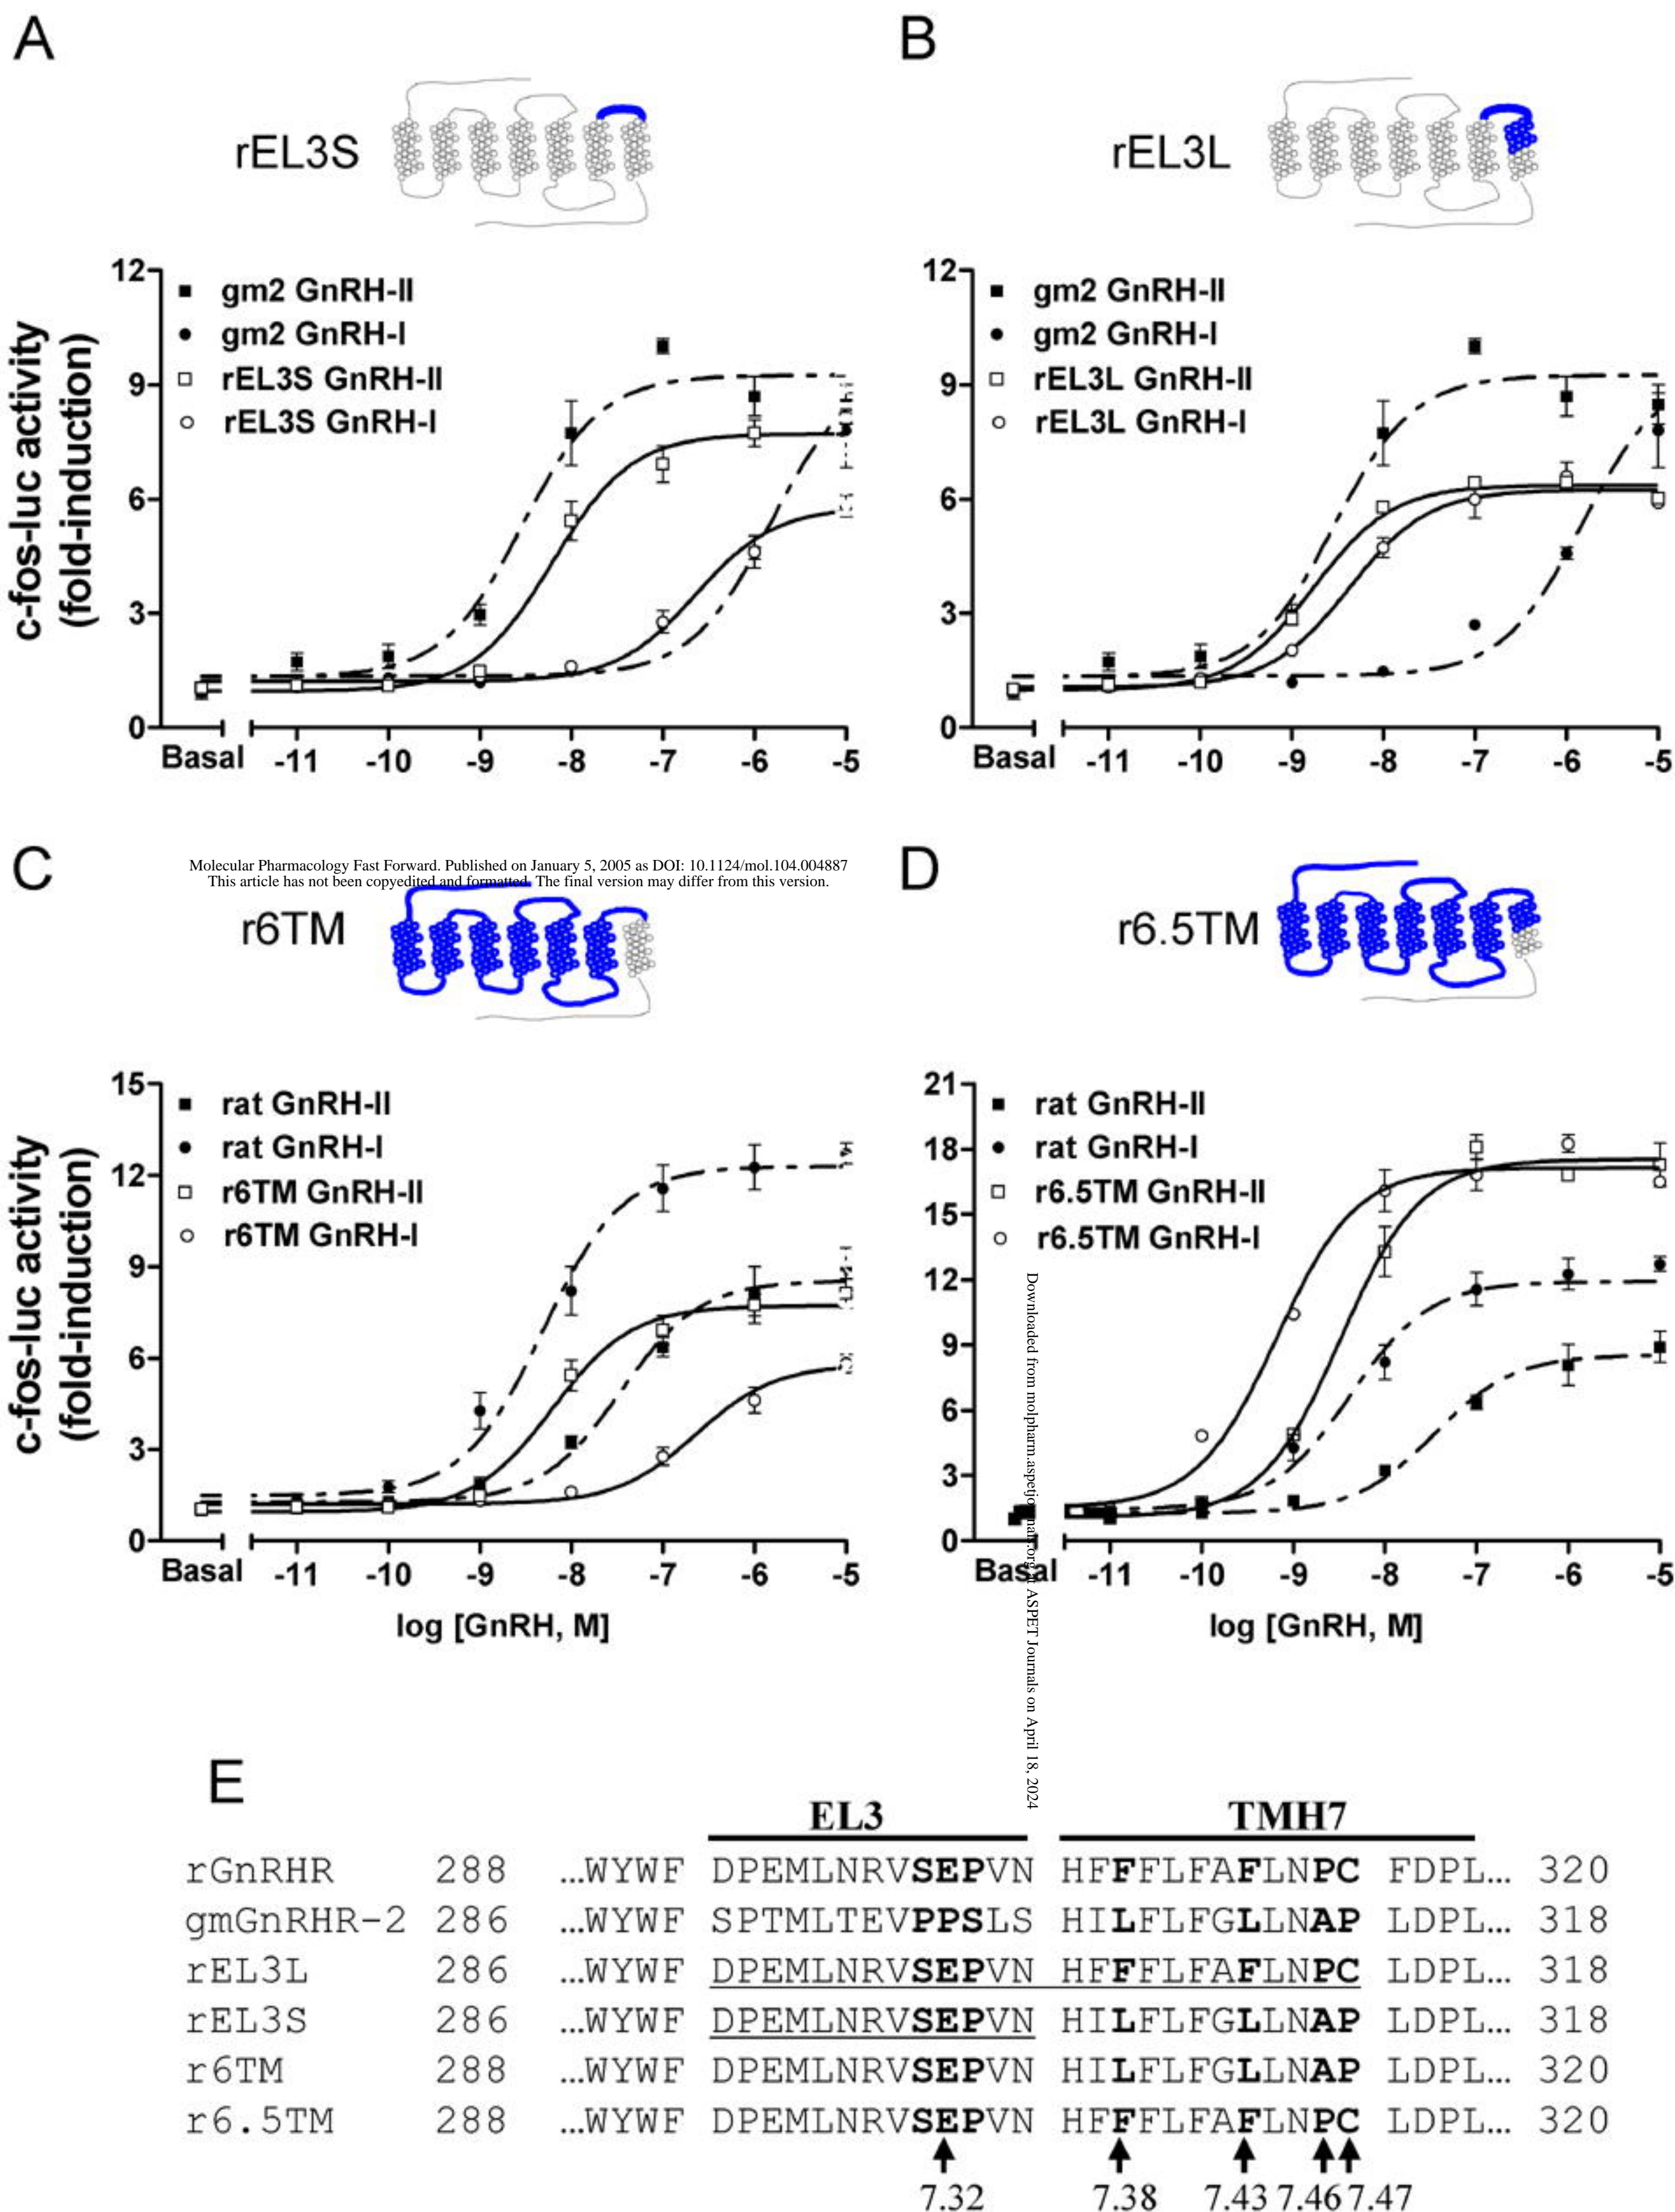 A
rEL3S
12
gm2 GnRH-II
gm2 GnRH-I
rEL3S GnRH-II
rEL3S GnRH-I
9
6
3
0
c-fos-luc activity
(fold-induction)
Basal -11 -10 -9 -8 -7 -6 -5
B
rEL3L
12
gm2 GnRH-II
gm2 GnRH-I
rEL3L GnRH-II
rEL3L GnRH-I
9
6
3
0
Basal -11 -10 -9 -8 -7 -6 -5
C
Molecular Pharmacology Fast Forward. Published on January 5, 2005 as DOI: 10.1124/mol.104.004887
This article has not been copyedited and formatted. The final version may differ from this version.
r6TM
15
rat GnRH-II
rat GnRH-I
r6TM GnRH-II
r6TM GnRH-I
12
9
6
3
0
c-fos-luc activity
(fold-induction)
Basal -11 -10 -9 -8 -7 -6 -5
log [GnRH, M]
D
r6.5TM
21
rat GnRH-II
rat GnRH-I
r6.5TM GnRH-II
r6.5TM GnRH-I
18
15
12
9
6
3
0
Basal -11 -10 -9 -8 -7 -6 -5
log [GnRH, M]
Downloaded from molpharm.aspetjournals.org at ASPET Journals on April 18, 2024
E
EL3 TMH7
rGnRHR 288 ...WYWF DPEMLNRVSEPVN HFFFLFAFLNPC FDPL... 320
gmGnRHR-2 286 ...WYWF SPTMLTEVPPSLS HILFLFGLLNAP LDPL... 318
rEL3L 286 ...WYWF DPEMLNRVSEPVN HFFFLFAFLNPC LDPL... 318
rEL3S 286 ...WYWF DPEMLNRVSEPVN HILFLFGLLNAP LDPL... 318
r6TM 288 ...WYWF DPEMLNRVSEPVN HILFLFGLLNAP LDPL... 320
r6.5TM 288 ...WYWF DPEMLNRVSEPVN HFFFLFAFLNPC LDPL... 320
7.32 7.38 7.43 7.46 7.47